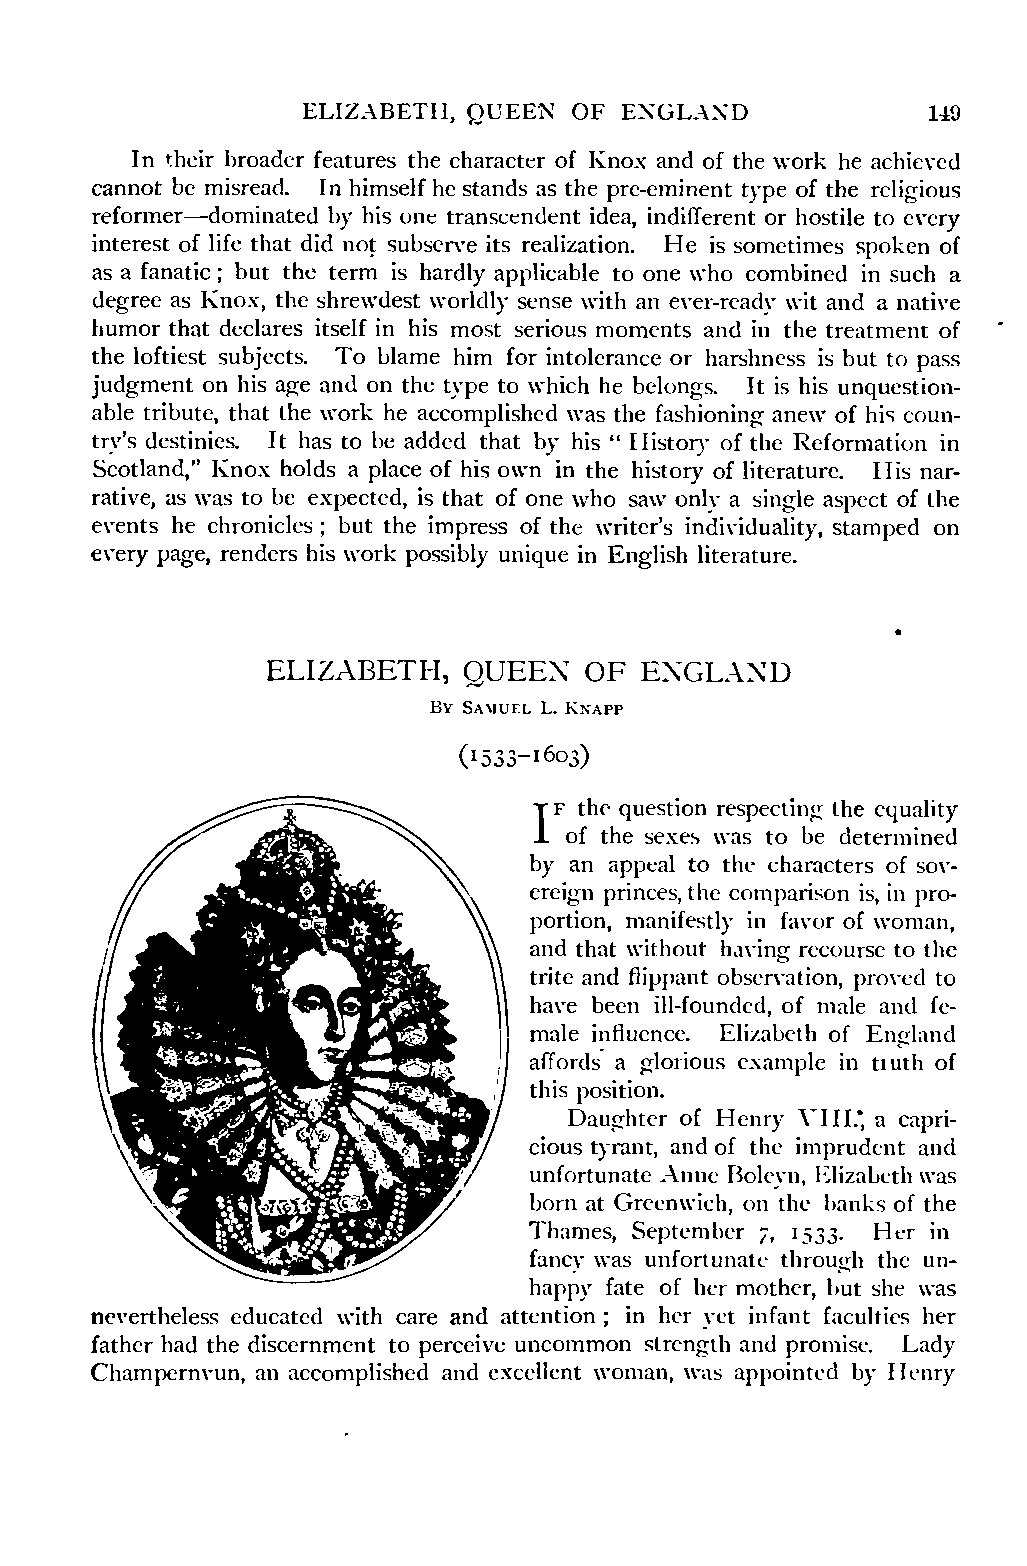 ELIZABETH, QUEEN OF ENGLAND 149
In their broader features the character of Knox and of the work he achieved
cannot be misread. In himself he stands as the pre-eminent type of the religious
reformer—dominated by his one transcendent idea, indifferent or hostile to every
interest of life that did not subserve its realization. He is sometimes spoken of
as a fanatic; but the term is hardly applicable to one who combined in such a
degree as Knox, the shrewdest worldly sense with an ever-ready wit and a native
humor that declares itself in his most serious moments and in the treatment of
the loftiest subjects. To blame him for intolerance or harshness is but to pass
judgment on his age and on the type to which he belongs. It is his unquestion-
able tribute, that the work he accomplished was the fashioning anew of his coun-
try's destinies. It has to be added that by his "History of the Reformation in
Scotland," Knox holds a place of his own in the history of literature. His nar-
rative, as was to be expected, is that of one who saw only a single aspect of the
events he chronicles; but the impress of the writer's individuality, stamped on
every page, renders his work possibly unique in English literature.
ELIZABETH, QUEEN OF ENGLAND
By Samuel L. Knapp
(1533-1603)
If the question respecting the equality
of the sexes was to be determined
by an appeal to the characters of sov-
ereign princes, the comparison is, in pro-
portion, manifestly in favor of woman,
and that without having recourse to the
trite and flippant observation, proved to
have been ill-founded, of male and fe-
male influence. Elizabeth of England
affords a glorious example in truth of
this position.
Daughter of Henry VIII., a capri-
cious tyrant, and of the imprudent and
unfortunate Anne Boleyn, Elizabeth was
born at Greenwich, on the banks of the
Thames, September 7, 1533. Her in
fancy was unfortunate through the un-
happy fate of her mother, but she was
nevertheless educated with care and attention; in her yet infant faculties her
father had the discernment to perceive uncommon strength and promise. Lady
Champernvun, an accomplished and excellent woman, was appointed by Henry